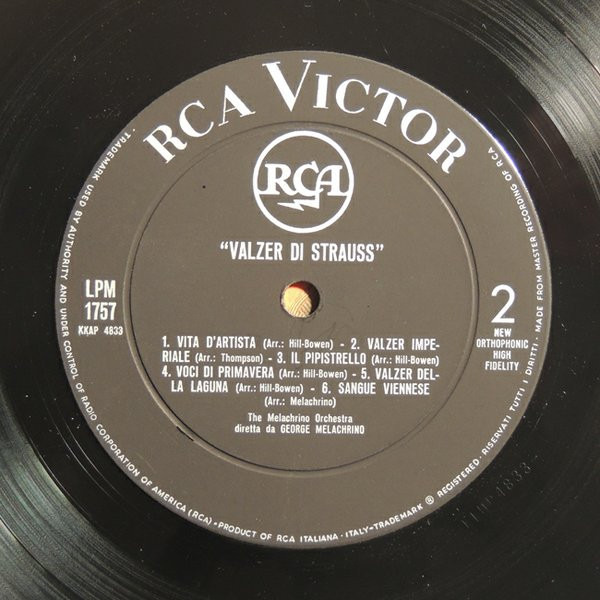 RCA VICTOR
RCA
"VALZER DI STRAUSS"
LPM
1757
KKAP 4833
2
NEW
ORTHOPHONIC
HIGH
FIDELITY
1. VITA D'ARTISTA (Arr.: Hill-Bowen) - 2. VALZER IMPE-
RIALE (Arr.: Thompson) - 3. IL PIPISTRELLO (Arr.: Hill-Bowen)
4. VOCI DI PRIMAVERA (Arr.: Hill-Bowen) - 5. VALZER DEL-
LA LAGUNA (Arr.: Hill-Bowen) - 6. SANGUE VIENNESE
(Arr.: Melachrino)
The Melachrino Orchestra
diretta da GEORGE MELACHRINO
· TRADEMARK USED BY AUTHORITY AND UNDER CONTROL OF RADIO CORPORATION OF AMERICA (RCA) · PRODUCT OF RCA ITALIANA · ITALY-TRADEMARK ® REGISTERED · RISERVATI TUTTI I DIRITTI · MADE FROM MASTER RECORDING OF RCA